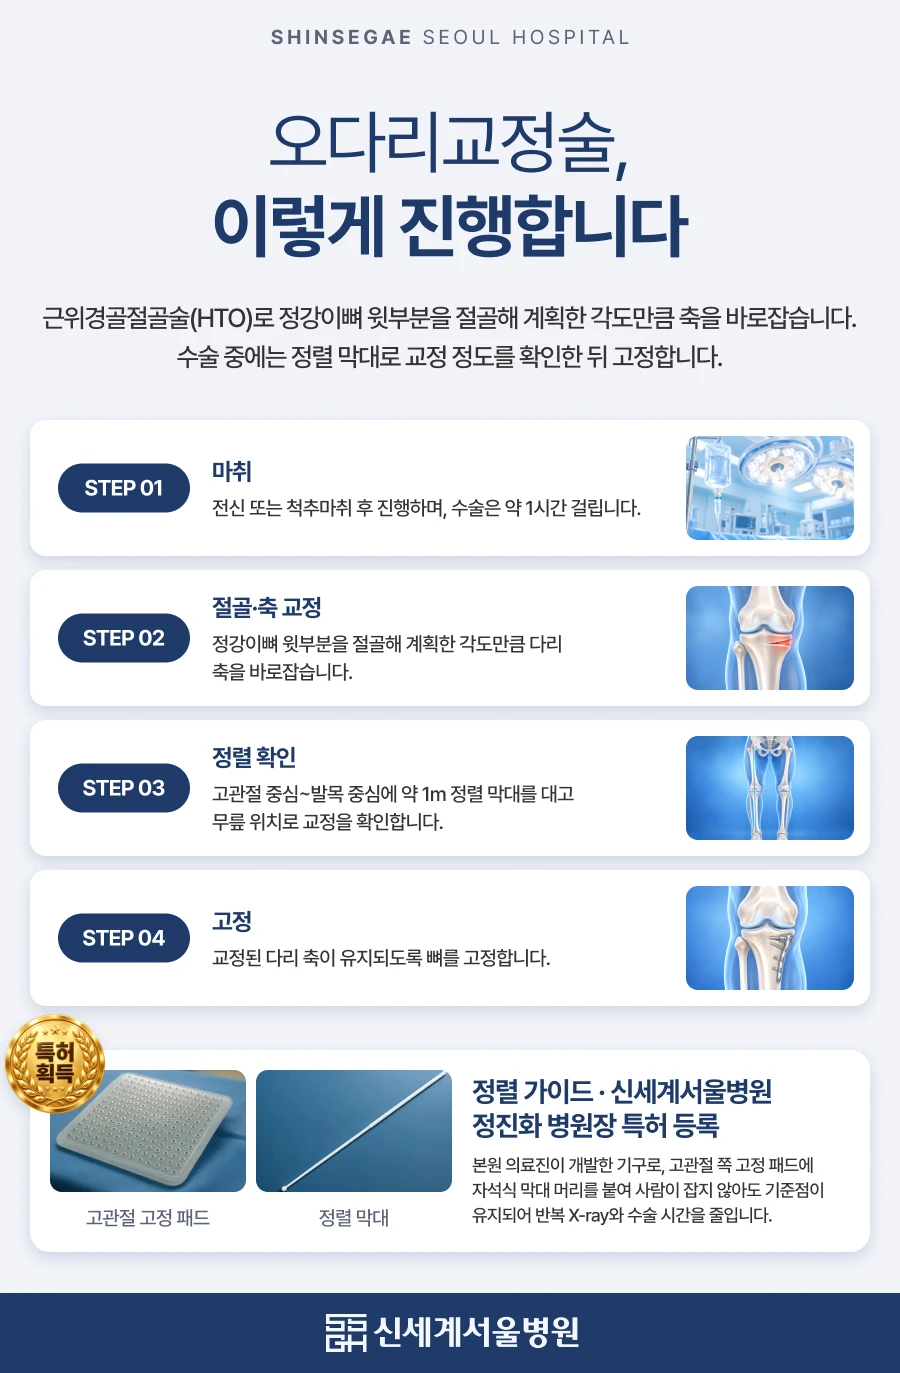 SHINSEGAE SEOUL HOSPITAL
오다리교정술,
이렇게 진행합니다
근위경골절골술(HTO)로 정강이뼈 윗부분을 절골해 계획한 각도만큼 축을 바로잡습니다.
수술 중에는 정렬 막대로 교정 정도를 확인한 뒤 고정합니다.
STEP 01
마취
전신 또는 척추마취 후 진행하며, 수술은 약 1시간 걸립니다.
STEP 02
절골·축 교정
정강이뼈 윗부분을 절골해 계획한 각도만큼 다리
축을 바로잡습니다.
STEP 03
정렬 확인
고관절 중심~발목 중심에 약 1m 정렬 막대를 대고
무릎 위치로 교정을 확인합니다.
STEP 04
고정
교정된 다리 축이 유지되도록 뼈를 고정합니다.
특허
획득
고관절 고정 패드
정렬 막대
정렬 가이드 · 신세계서울병원
정진화 병원장 특허 등록
본원 의료진이 개발한 기구로, 고관절 쪽 고정 패드에
자석식 막대 머리를 붙여 사람이 잡지 않아도 기준점이
유지되어 반복 X-ray와 수술 시간을 줄입니다.
신세계서울병원